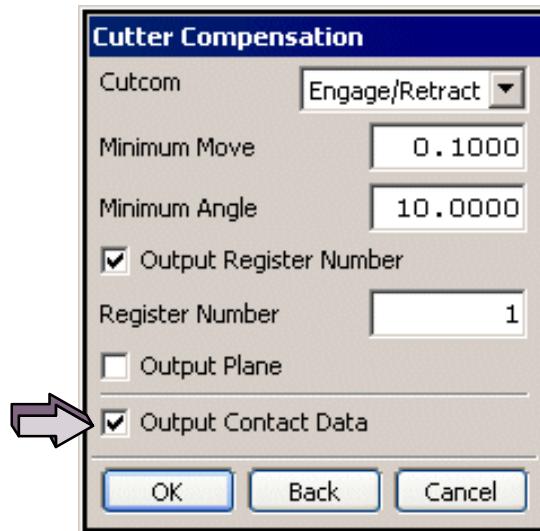 Cutter Compensation
Cutcom Engage/Retract
Minimum Move 0.1000
Minimum Angle 10.0000
Output Register Number
Register Number 1
Output Plane
Output Contact Data
OK Back Cancel